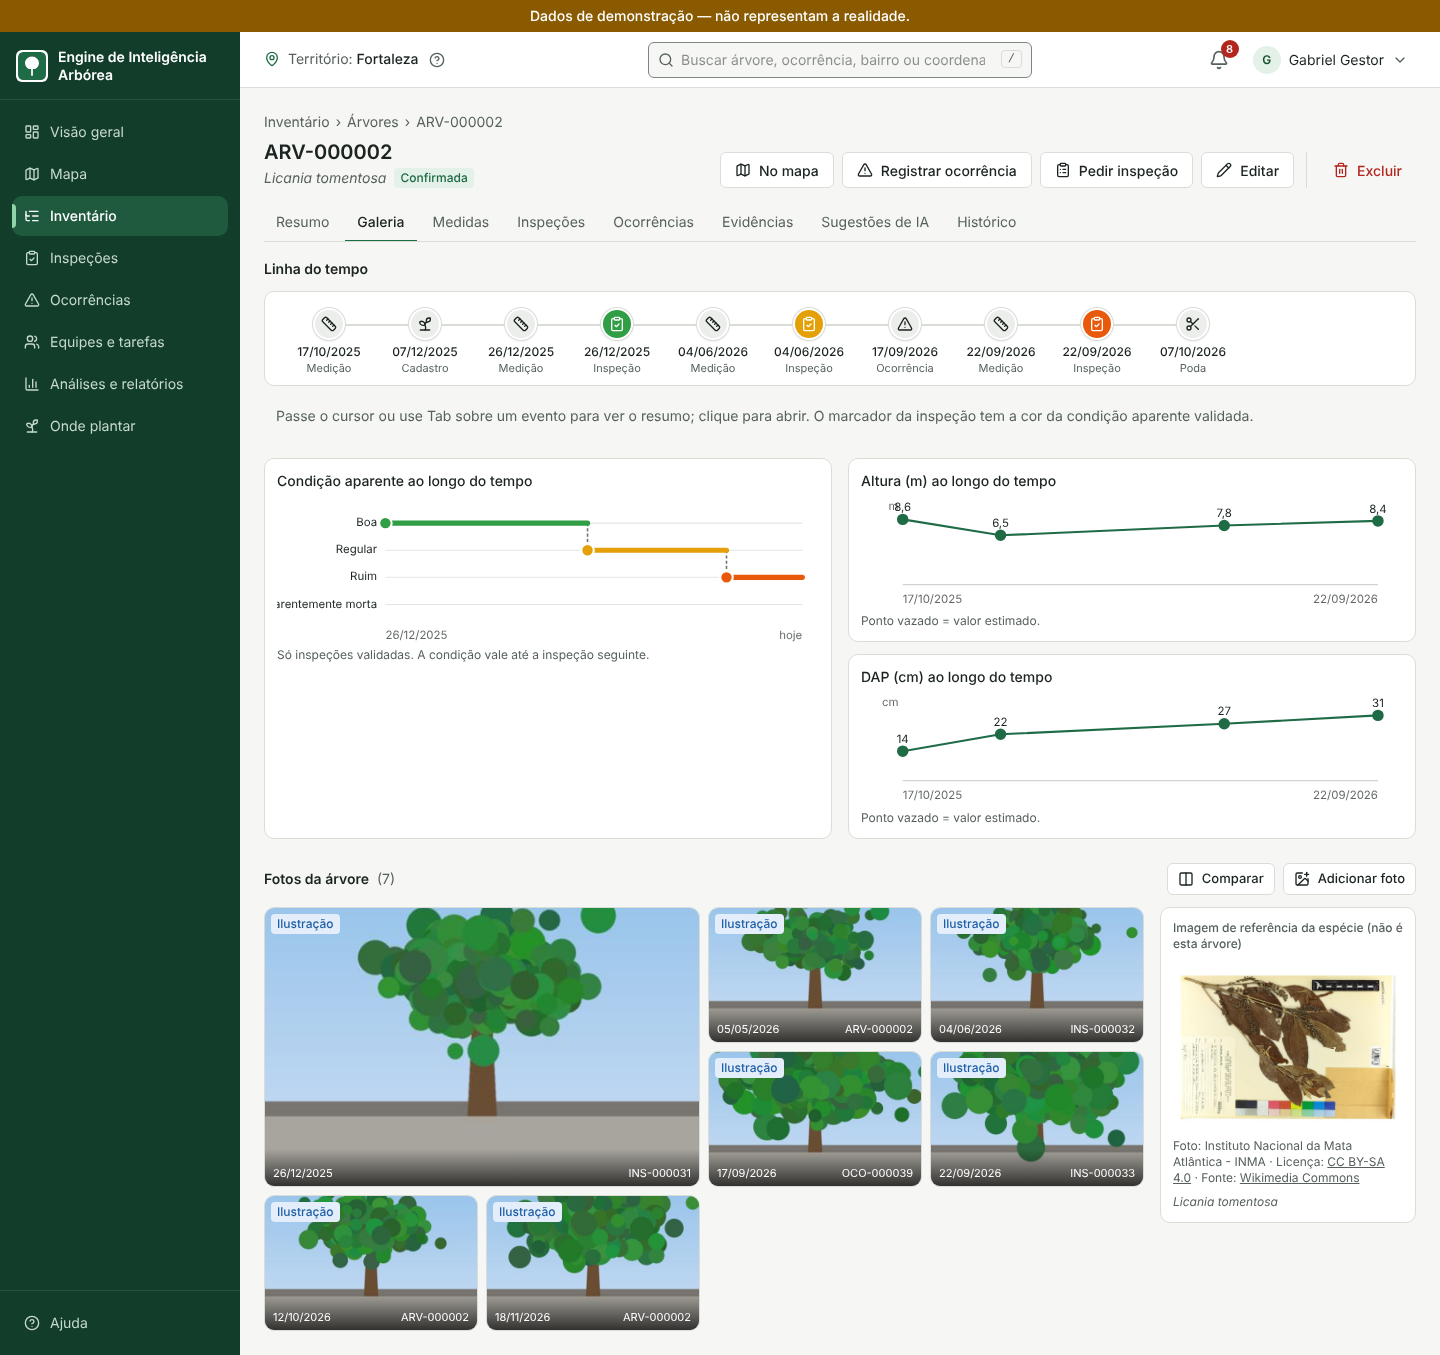 Dados de demonstração — não representam a realidade.
Engine de Inteligência
Arbórea
Território: Fortaleza
Buscar árvore, ocorrência, bairro ou coordena
/
8
G
Gabriel Gestor
Visão geral
Mapa
Inventário
Inspeções
Ocorrências
Equipes e tarefas
Análises e relatórios
Onde plantar
Ajuda
Inventário › Árvores › ARV-000002
ARV-000002
Licania tomentosa Confirmada
No mapa
Registrar ocorrência
Pedir inspeção
Editar
Excluir
Resumo
Galeria
Medidas
Inspeções
Ocorrências
Evidências
Sugestões de IA
Histórico
Linha do tempo
17/10/2025
Medição
07/12/2025
Cadastro
26/12/2025
Medição
26/12/2025
Inspeção
04/06/2026
Medição
04/06/2026
Inspeção
17/09/2026
Ocorrência
22/09/2026
Medição
22/09/2026
Inspeção
07/10/2026
Poda
Passe o cursor ou use Tab sobre um evento para ver o resumo; clique para abrir. O marcador da inspeção tem a cor da condição aparente validada.
Condição aparente ao longo do tempo
Boa
Regular
Ruim
arentemente morta
26/12/2025
hoje
Só inspeções validadas. A condição vale até a inspeção seguinte.
Altura (m) ao longo do tempo
m
8,6
6,5
7,8
8,4
17/10/2025
22/09/2026
Ponto vazado = valor estimado.
DAP (cm) ao longo do tempo
cm
14
22
27
31
17/10/2025
22/09/2026
Ponto vazado = valor estimado.
Fotos da árvore (7)
Comparar
Adicionar foto
Ilustração
26/12/2025
INS-000031
Ilustração
05/05/2026
ARV-000002
Ilustração
04/06/2026
INS-000032
Ilustração
17/09/2026
OCO-000039
Ilustração
22/09/2026
INS-000033
Ilustração
12/10/2026
ARV-000002
Ilustração
18/11/2026
ARV-000002
Imagem de referência da espécie (não é
esta árvore)
Foto: Instituto Nacional da Mata
Atlântica - INMA · Licença: CC BY-SA
4.0 · Fonte: Wikimedia Commons
Licania tomentosa